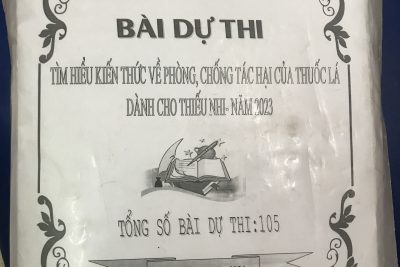 BÀI DỰ THI
TÌM HIỂU KIẾN THỨC VỀ PHÒNG, CHỐNG TÁC HẠI CỦA THUỐC LÁ
DÀNH CHO THIẾU NHI- NĂM 2023
TỔNG SỐ BÀI DỰ THI:105